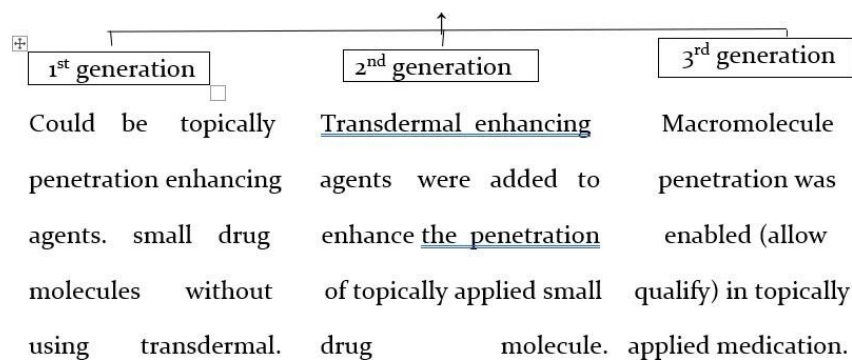 1st generation
2nd generation
3rd generation
Could be topically
penetration enhancing
agents. small drug
molecules without
using transdermal.
Transdermal enhancing
agents were added to
enhance the penetration
of topically applied small
drug molecule.
Macromolecule
penetration was
enabled (allow
qualify) in topically
applied medication.